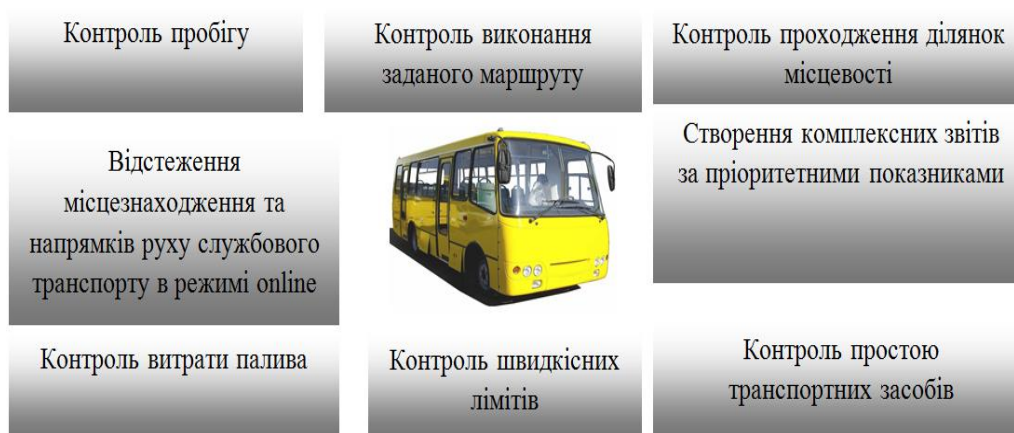 Контроль пробігу
Контроль виконання
заданого маршруту
Контроль проходження ділянок
місцевості
Відстеження
місцезнаходження та
напрямків руху службового
транспорту в режимі online
Створення комплексних звітів
за пріоритетними показниками
Контроль витрати палива
Контроль швидкісних
лімітів
Контроль простою
транспортних засобів